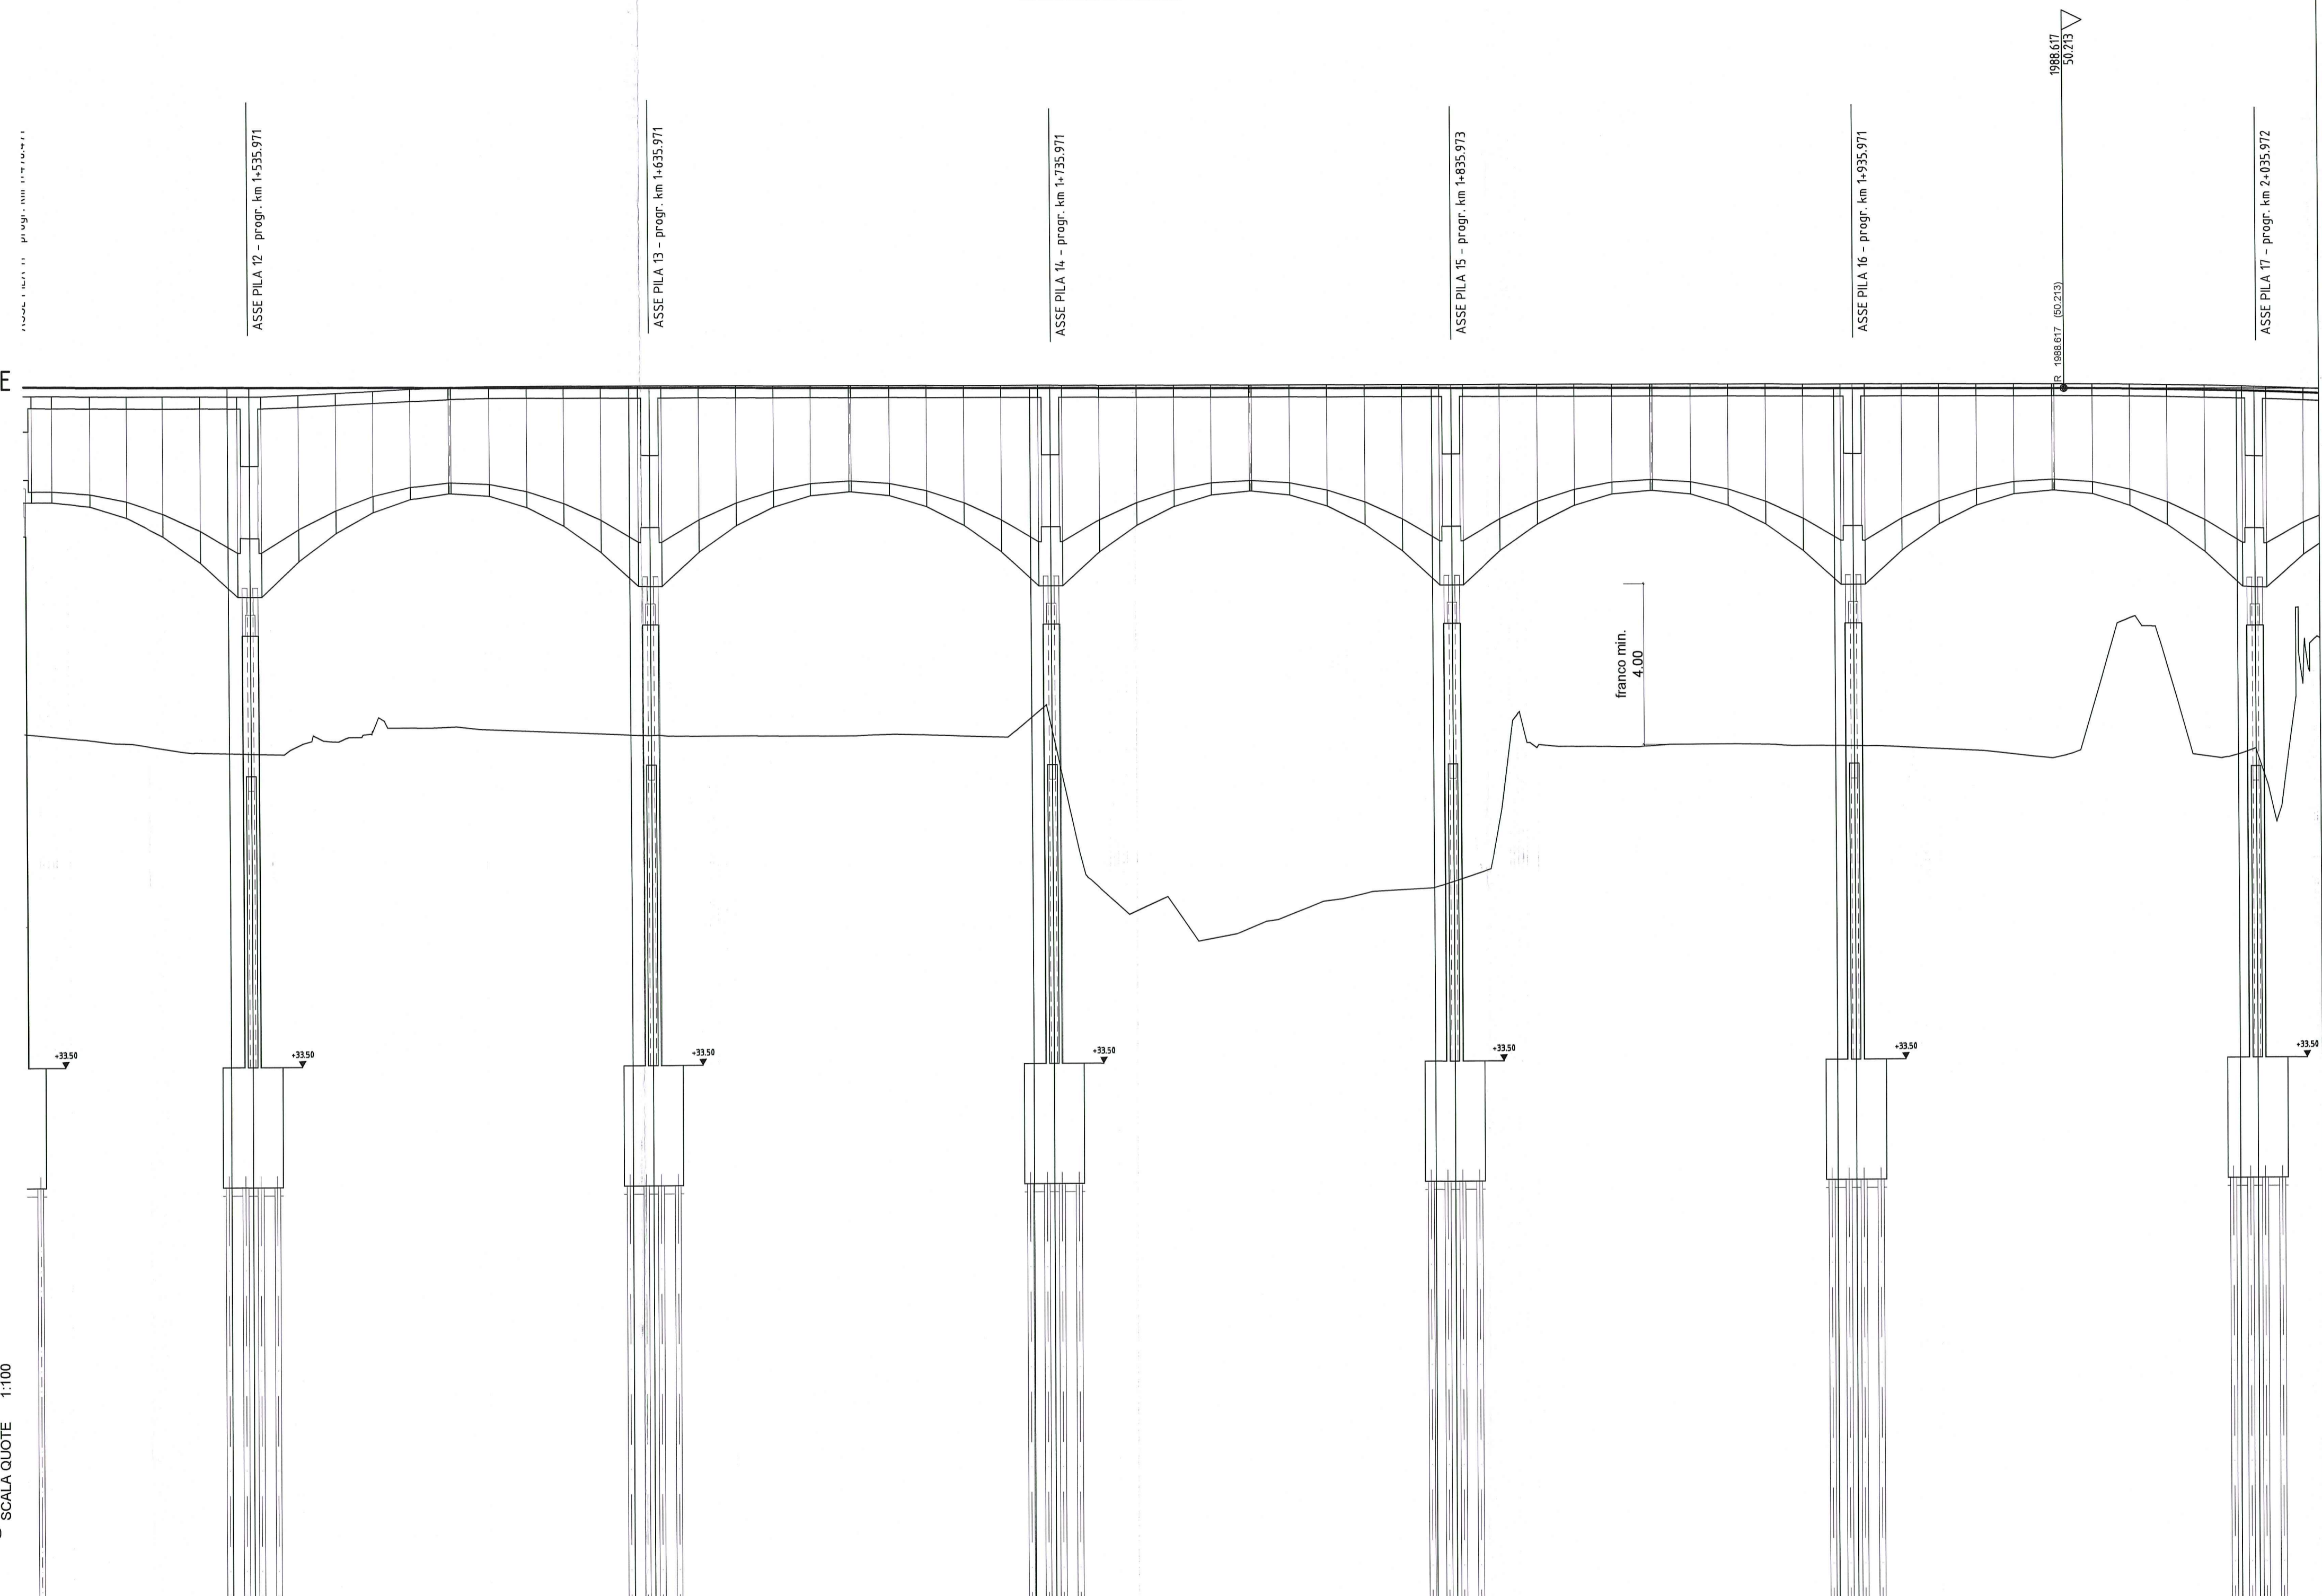 1988.617
50.213
ASSE PILA 12 - progr. km 1+535.971
ASSE PILA 13 - progr. km 1+635.971
ASSE PILA 14 - progr. km 1+735.971
ASSE PILA 15 - progr. km 1+835.973
ASSE PILA 16 - progr. km 1+935.971
R 1988.617 (50.213)
ASSE PILA 17 - progr. km 2+035.972
E
franco min.
4.00
+33.50
+33.50
+33.50
+33.50
+33.50
+33.50
+33.50
SCALA QUOTE 1:100